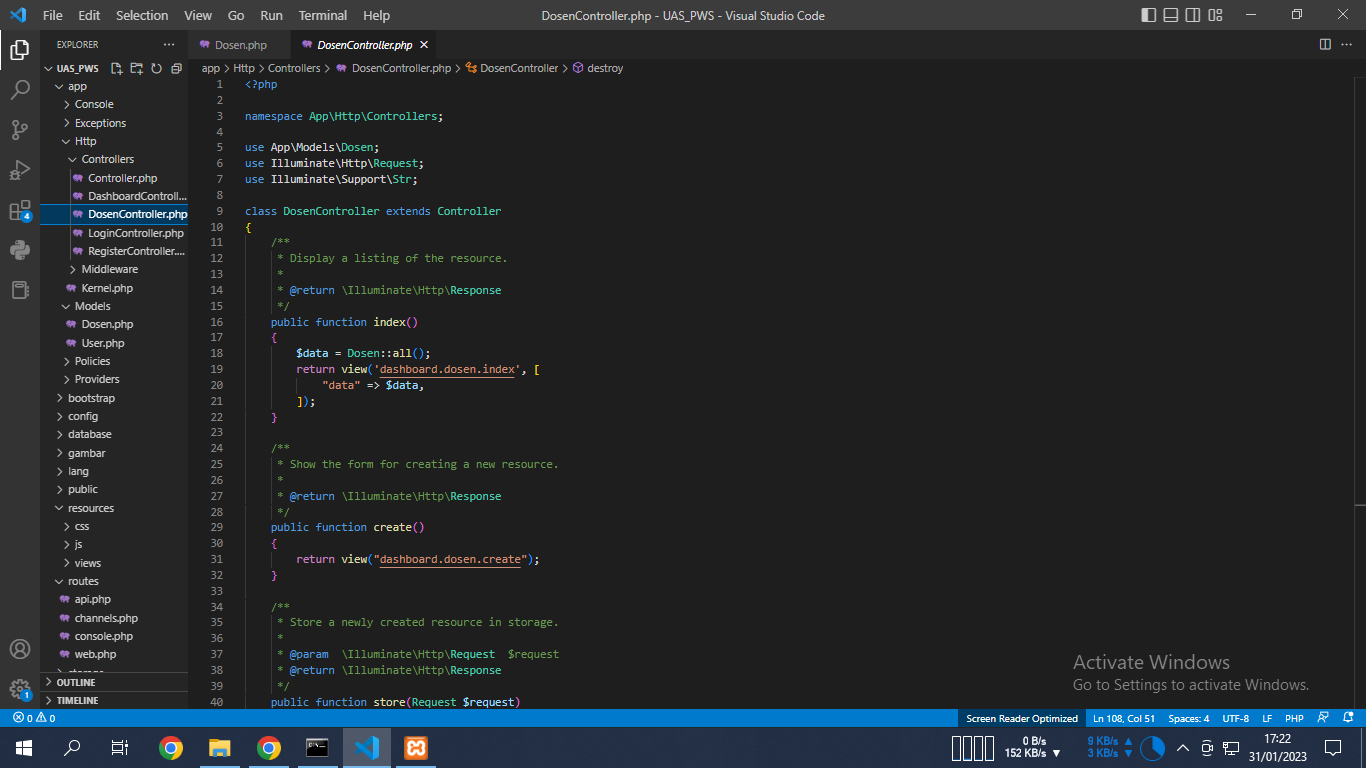 File Edit Selection View Go Run Terminal Help
DosenController.php - UAS_PWS - Visual Studio Code
EXPLORER
Dosen.php
DosenController.php
UAS_PWS
app > Http > Controllers > DosenController.php > DosenController > destroy
app
Console
Exceptions
Http
Controllers
Controller.php
DashboardControll...
DosenController.php
LoginController.php
RegisterController....
Middleware
Kernel.php
Models
Dosen.php
User.php
Policies
Providers
bootstrap
config
database
gambar
lang
public
resources
css
js
views
routes
api.php
channels.php
console.php
web.php
OUTLINE
TIMELINE
1 <?php
2
3 namespace App\Http\Controllers;
4
5 use App\Models\Dosen;
6 use Illuminate\Http\Request;
7 use Illuminate\Support\Str;
8
9 class DosenController extends Controller
10 {
11 /**
12 * Display a listing of the resource.
13 *
14 * @return \Illuminate\Http\Response
15 */
16 public function index()
17 {
18 $data = Dosen::all();
19 return view('dashboard.dosen.index', [
20 "data" => $data,
21 ]);
22 }
23
24 /**
25 * Show the form for creating a new resource.
26 *
27 * @return \Illuminate\Http\Response
28 */
29 public function create()
30 {
31 return view("dashboard.dosen.create");
32 }
33
34 /**
35 * Store a newly created resource in storage.
36 *
37 * @param \Illuminate\Http\Request $request
38 * @return \Illuminate\Http\Response
39 */
40 public function store(Request $request)
Activate Windows
Go to Settings to activate Windows.
0 0
Screen Reader Optimized Ln 108, Col 51 Spaces: 4 UTF-8 LF PHP
4
1
0 B/s
152 KB/s
9 KB/s
3 KB/s
17:22
31/01/2023